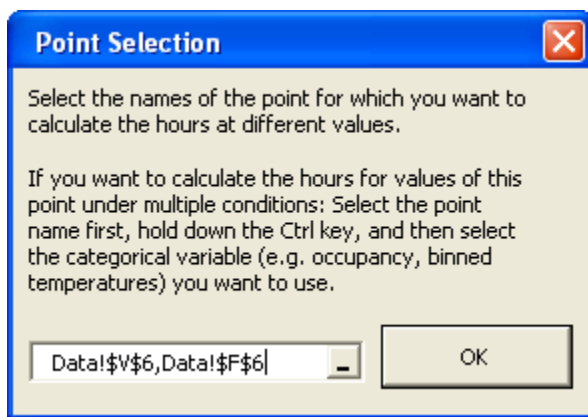 Point Selection
Select the names of the point for which you want to
calculate the hours at different values.
If you want to calculate the hours for values of this
point under multiple conditions: Select the point
name first, hold down the Ctrl key, and then select
the categorical variable (e.g. occupancy, binned
temperatures) you want to use.
Data!$V$6,Data!$F$6
OK